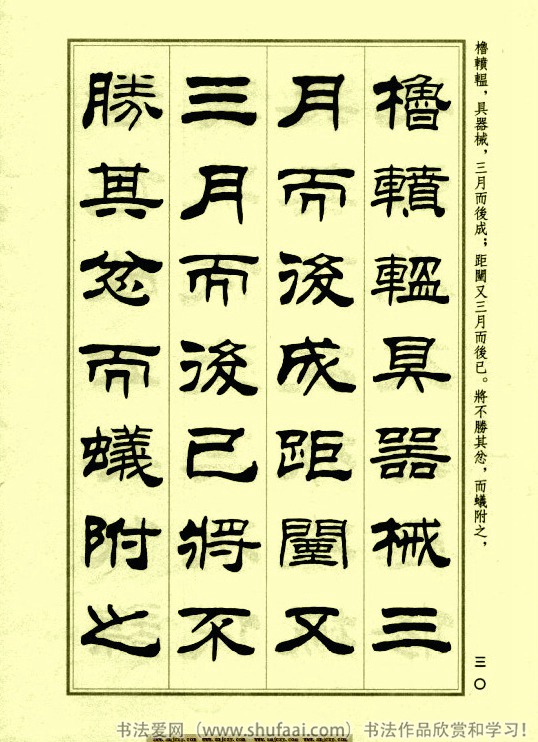 櫓轒轀，具器械，三月而後成；距闉又三月而後已。將不勝其忿，而蟻附之，
櫓轒轀具器械三
月而後成距闉又
三月而後已將不
勝其忿而蟻附之
三〇
书法爱网（www.shufaai.com）书法作品欣赏和学习！